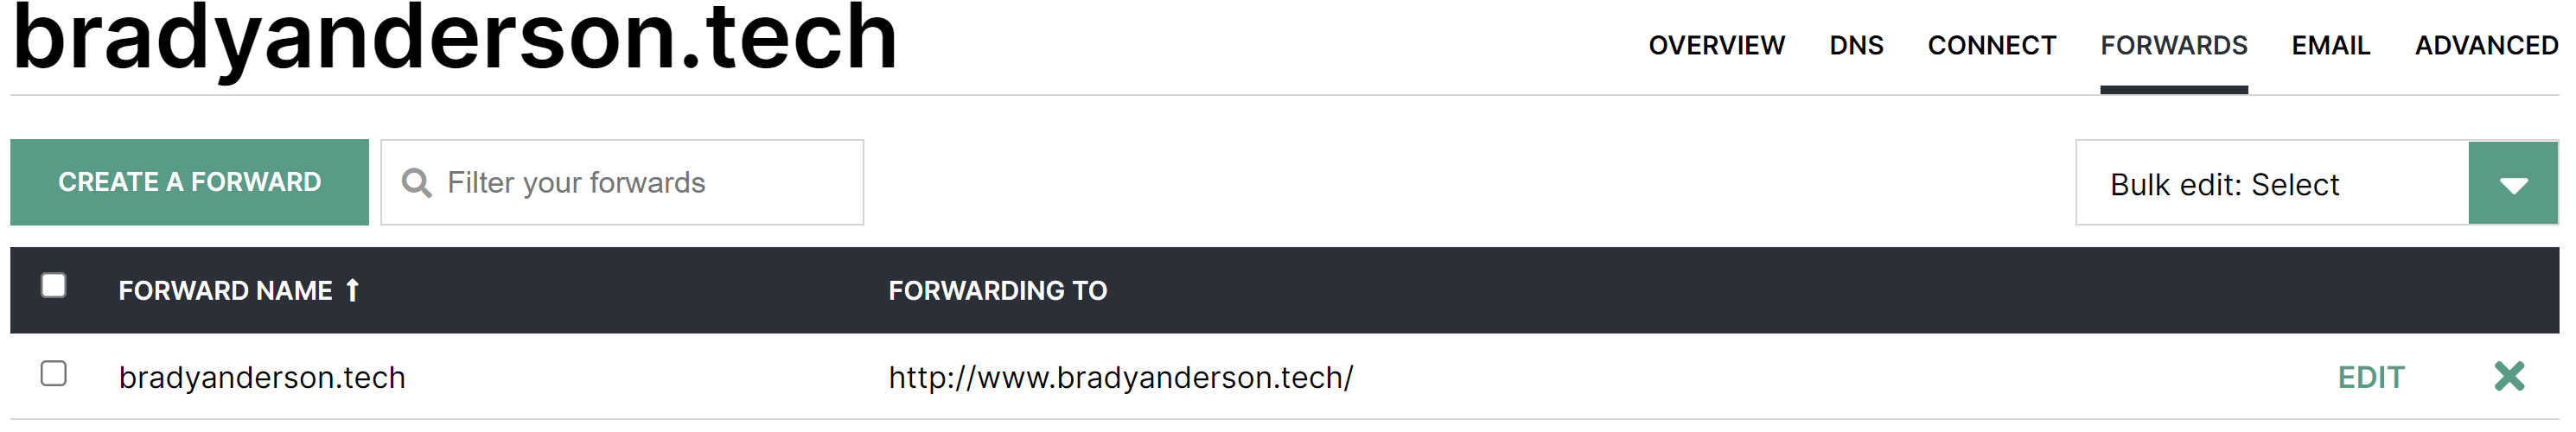 bradyanderson.tech
OVERVIEW DNS CONNECT FORWARDS EMAIL ADVANCED
CREATE A FORWARD Filter your forwards Bulk edit: Select
FORWARD NAME ↑ FORWARDING TO
bradyanderson.tech http://www.bradyanderson.tech/ EDIT